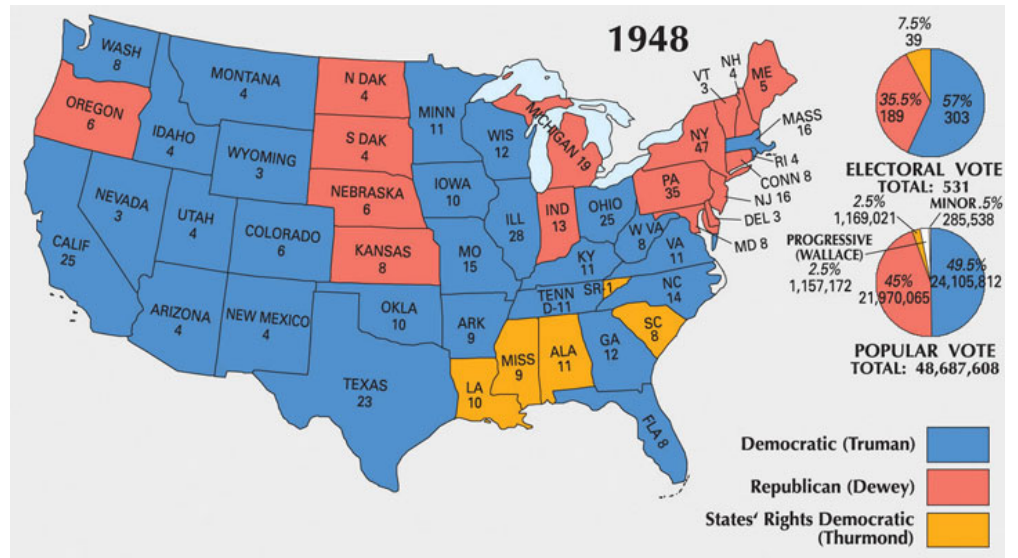 1948
WASH
8
OREGON
6
CALIF
25
NEVADA
3
IDAHO
4
MONTANA
4
WYOMING
3
UTAH
4
COLORADO
6
ARIZONA
4
NEW MEXICO
4
N DAK
4
S DAK
4
NEBRASKA
6
KANSAS
8
OKLA
10
TEXAS
23
MINN
11
IOWA
10
MO
15
ARK
9
LA
10
WIS
12
ILL
28
MICHIGAN 19
IND
13
OHIO
25
KY
11
TENN
D-11
SR-1
MISS
9
ALA
11
GA
12
FLA 8
SC
8
NC
14
VA
11
W VA
8
PA
35
NY
47
VT
3
NH
4
ME
5
MASS
16
RI 4
CONN 8
NJ 16
DEL 3
MD 8
7.5%
39
35.5%
189
57%
303
ELECTORAL VOTE
TOTAL: 531
2.5%
1,169,021
MINOR .5%
285,538
PROGRESSIVE
(WALLACE)
2.5%
1,157,172
45%
21,970,065
49.5%
24,105,812
POPULAR VOTE
TOTAL: 48,687,608
Democratic (Truman)
Republican (Dewey)
States' Rights Democratic
(Thurmond)